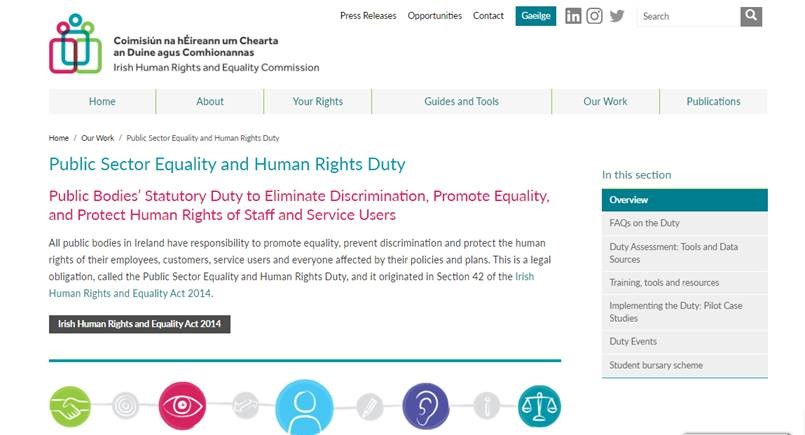 Press Releases Opportunities Contact Gaeilge Search
Coimisiún na hÉireann um Chearta
an Duine agus Comhionannas
Irish Human Rights and Equality Commission
Home About Your Rights Guides and Tools Our Work Publications
Home / Our Work / Public Sector Equality and Human Rights Duty
Public Sector Equality and Human Rights Duty
Public Bodies’ Statutory Duty to Eliminate Discrimination, Promote Equality,
and Protect Human Rights of Staff and Service Users
All public bodies in Ireland have responsibility to promote equality, prevent discrimination and protect the human
rights of their employees, customers, service users and everyone affected by their policies and plans. This is a legal
obligation, called the Public Sector Equality and Human Rights Duty, and it originated in Section 42 of the Irish
Human Rights and Equality Act 2014.
Irish Human Rights and Equality Act 2014
In this section
Overview
FAQs on the Duty
Duty Assessment: Tools and Data
Sources
Training, tools and resources
Implementing the Duty: Pilot Case
Studies
Duty Events
Student bursary scheme